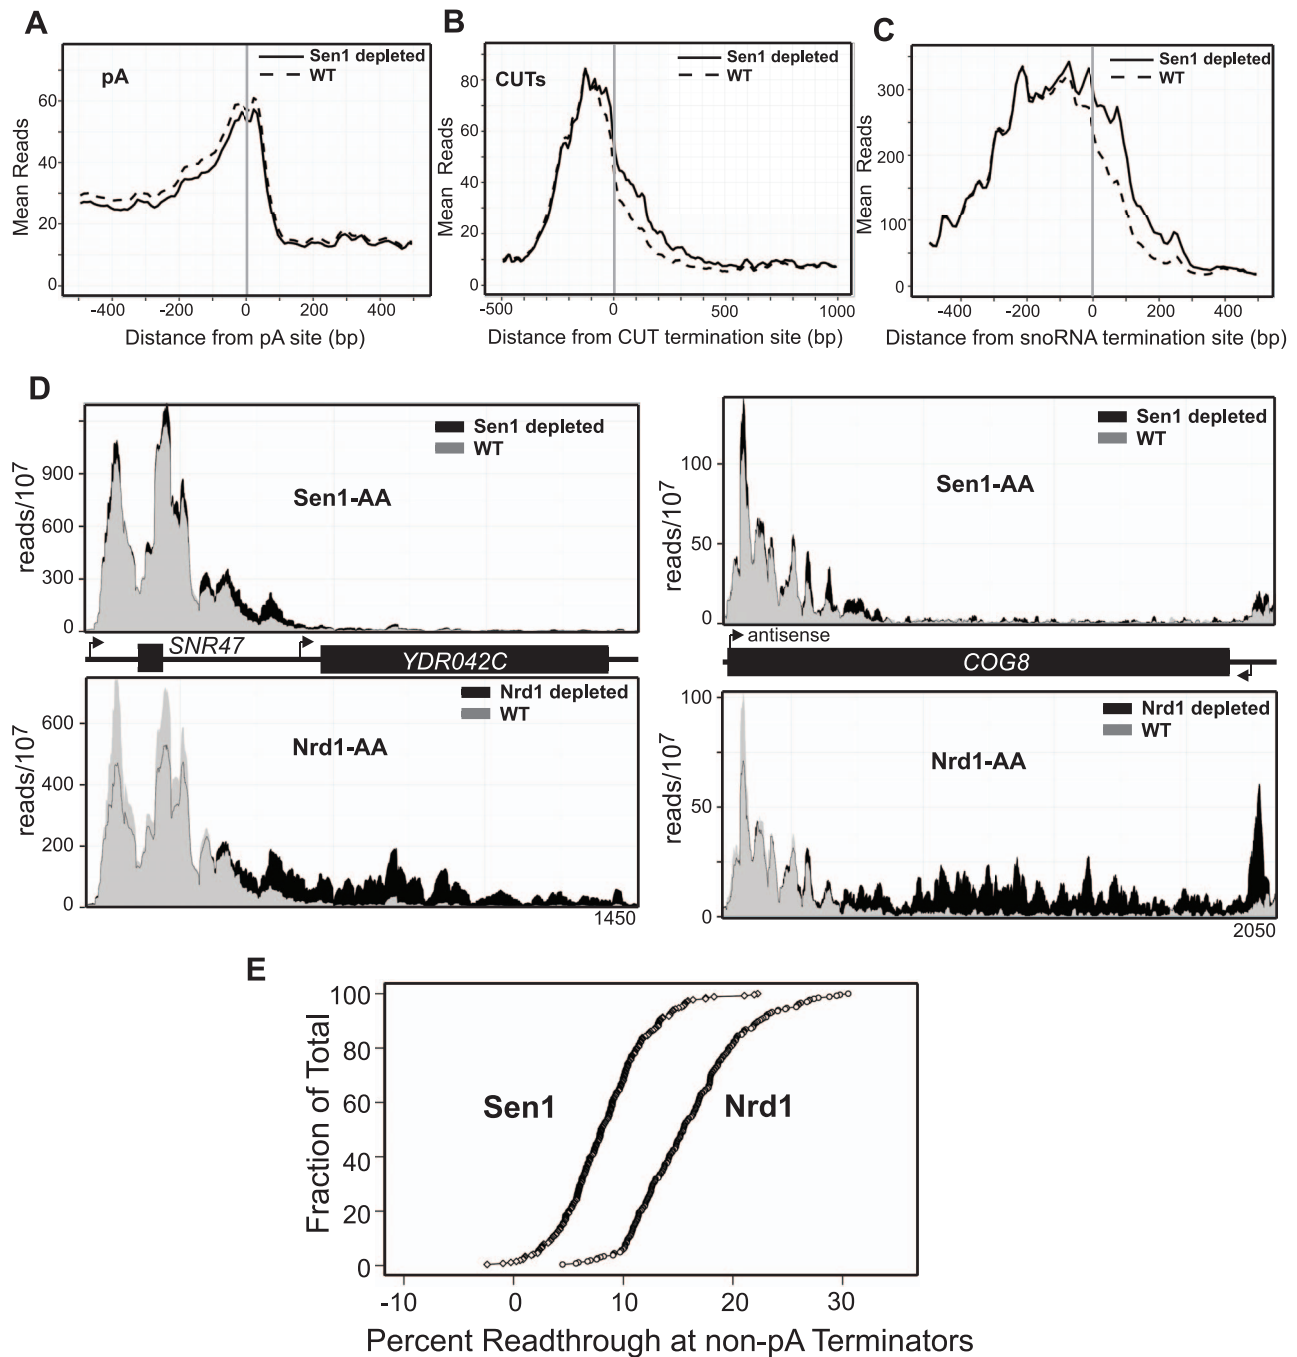 A
B
C
Sen1 depleted
WT
pA
Mean Reads
60
40
20
0
-400
-200
0
200
400
Distance from pA site (bp)
Sen1 depleted
WT
CUTs
Mean Reads
80
60
40
20
0
-500
0
500
1000
Distance from CUT termination site (bp)
Sen1 depleted
WT
Mean Reads
300
200
100
0
-400
-200
0
200
400
Distance from snoRNA termination site (bp)
D
Sen1 depleted
WT
Sen1-AA
reads/10⁷
900
600
300
0
SNR47
YDR042C
Nrd1 depleted
WT
Nrd1-AA
reads/10⁷
600
400
200
0
1450
Sen1 depleted
WT
Sen1-AA
reads/10⁷
100
50
0
antisense
COG8
Nrd1 depleted
WT
Nrd1-AA
reads/10⁷
100
50
0
2050
E
Fraction of Total
100
80
60
40
20
0
Sen1
Nrd1
-10
0
10
20
30
Percent Readthrough at non-pA Terminators